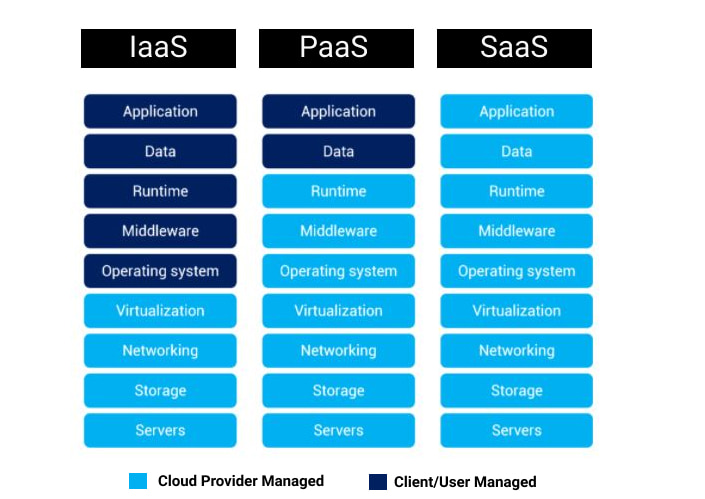 IaaS PaaS SaaS
Application Application Application
Data Data Data
Runtime Runtime Runtime
Middleware Middleware Middleware
Operating system Operating system Operating system
Virtualization Virtualization Virtualization
Networking Networking Networking
Storage Storage Storage
Servers Servers Servers
Cloud Provider Managed Client/User Managed